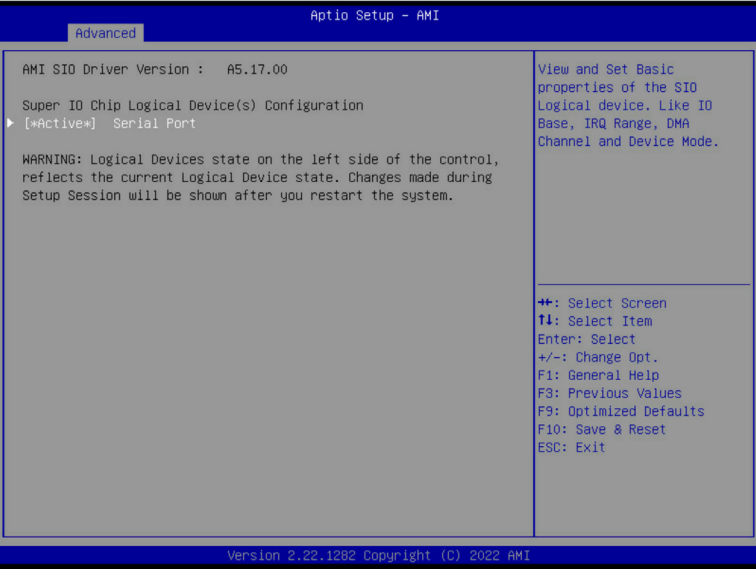 Aptio Setup – AMI
Advanced
AMI SIO Driver Version : A5.17.00
Super IO Chip Logical Device(s) Configuration
[*Active*] Serial Port
WARNING: Logical Devices state on the left side of the control,
reflects the current Logical Device state. Changes made during
Setup Session will be shown after you restart the system.
View and Set Basic
properties of the SIO
Logical device. Like IO
Base, IRQ Range, DMA
Channel and Device Mode.
→←: Select Screen
↑↓: Select Item
Enter: Select
+/-: Change Opt.
F1: General Help
F3: Previous Values
F9: Optimized Defaults
F10: Save & Reset
ESC: Exit
Version 2.22.1282 Copyright (C) 2022 AMI